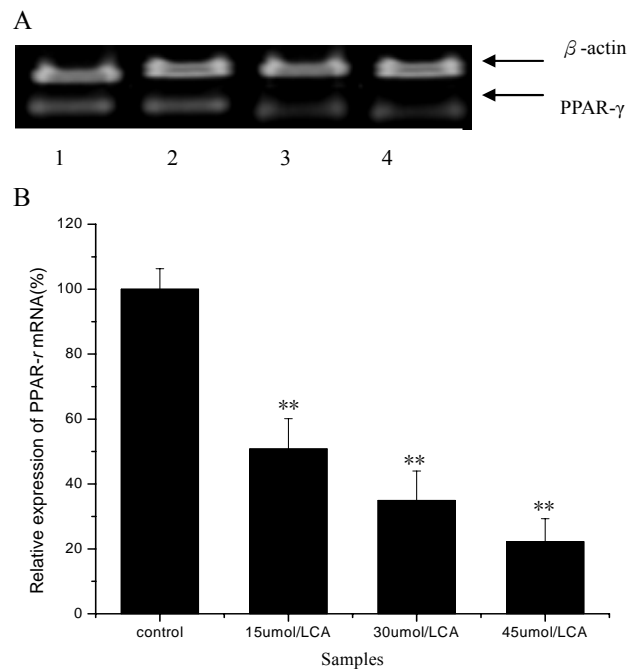 A
β-actin
PPAR-γ
1 2 3 4
B
Relative expression of PPAR-r mRNA(%)
120
100
80
60
40
20
0
**
**
**
control 15umol/LCA 30umol/LCA 45umol/LCA
Samples